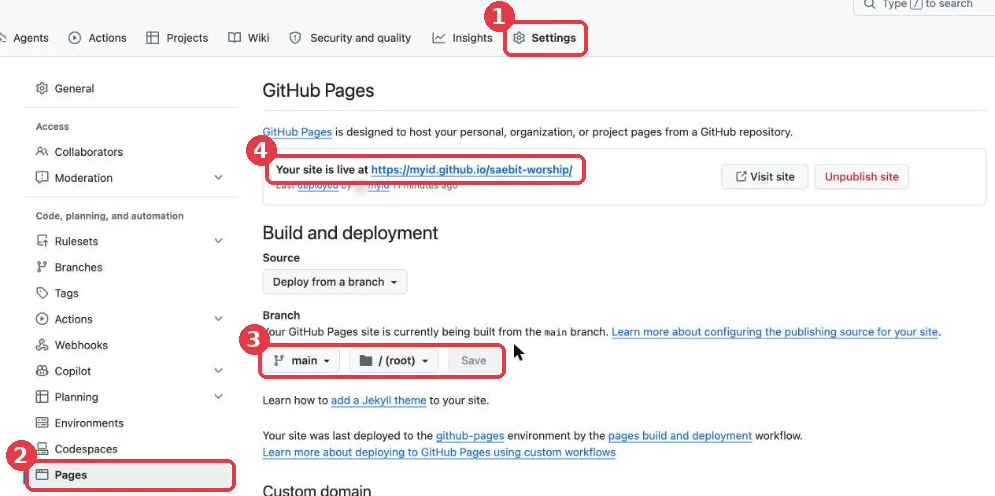 Type / to search
1
Agents Actions Projects Wiki Security and quality Insights Settings
General
Access
Collaborators
Moderation
Code, planning, and automation
Rulesets
Branches
Tags
Actions
Webhooks
Copilot
Planning
Environments
Codespaces
2
Pages
GitHub Pages
GitHub Pages is designed to host your personal, organization, or project pages from a GitHub repository.
4
Your site is live at https://myid.github.io/saebit-worship/
Last deployed by myid 11 minutes ago
Visit site Unpublish site
Build and deployment
Source
Deploy from a branch
Branch
Your GitHub Pages site is currently being built from the main branch. Learn more about configuring the publishing source for your site.
3
main / (root) Save
Learn how to add a Jekyll theme to your site.
Your site was last deployed to the github-pages environment by the pages build and deployment workflow.
Learn more about deploying to GitHub Pages using custom workflows
Custom domain